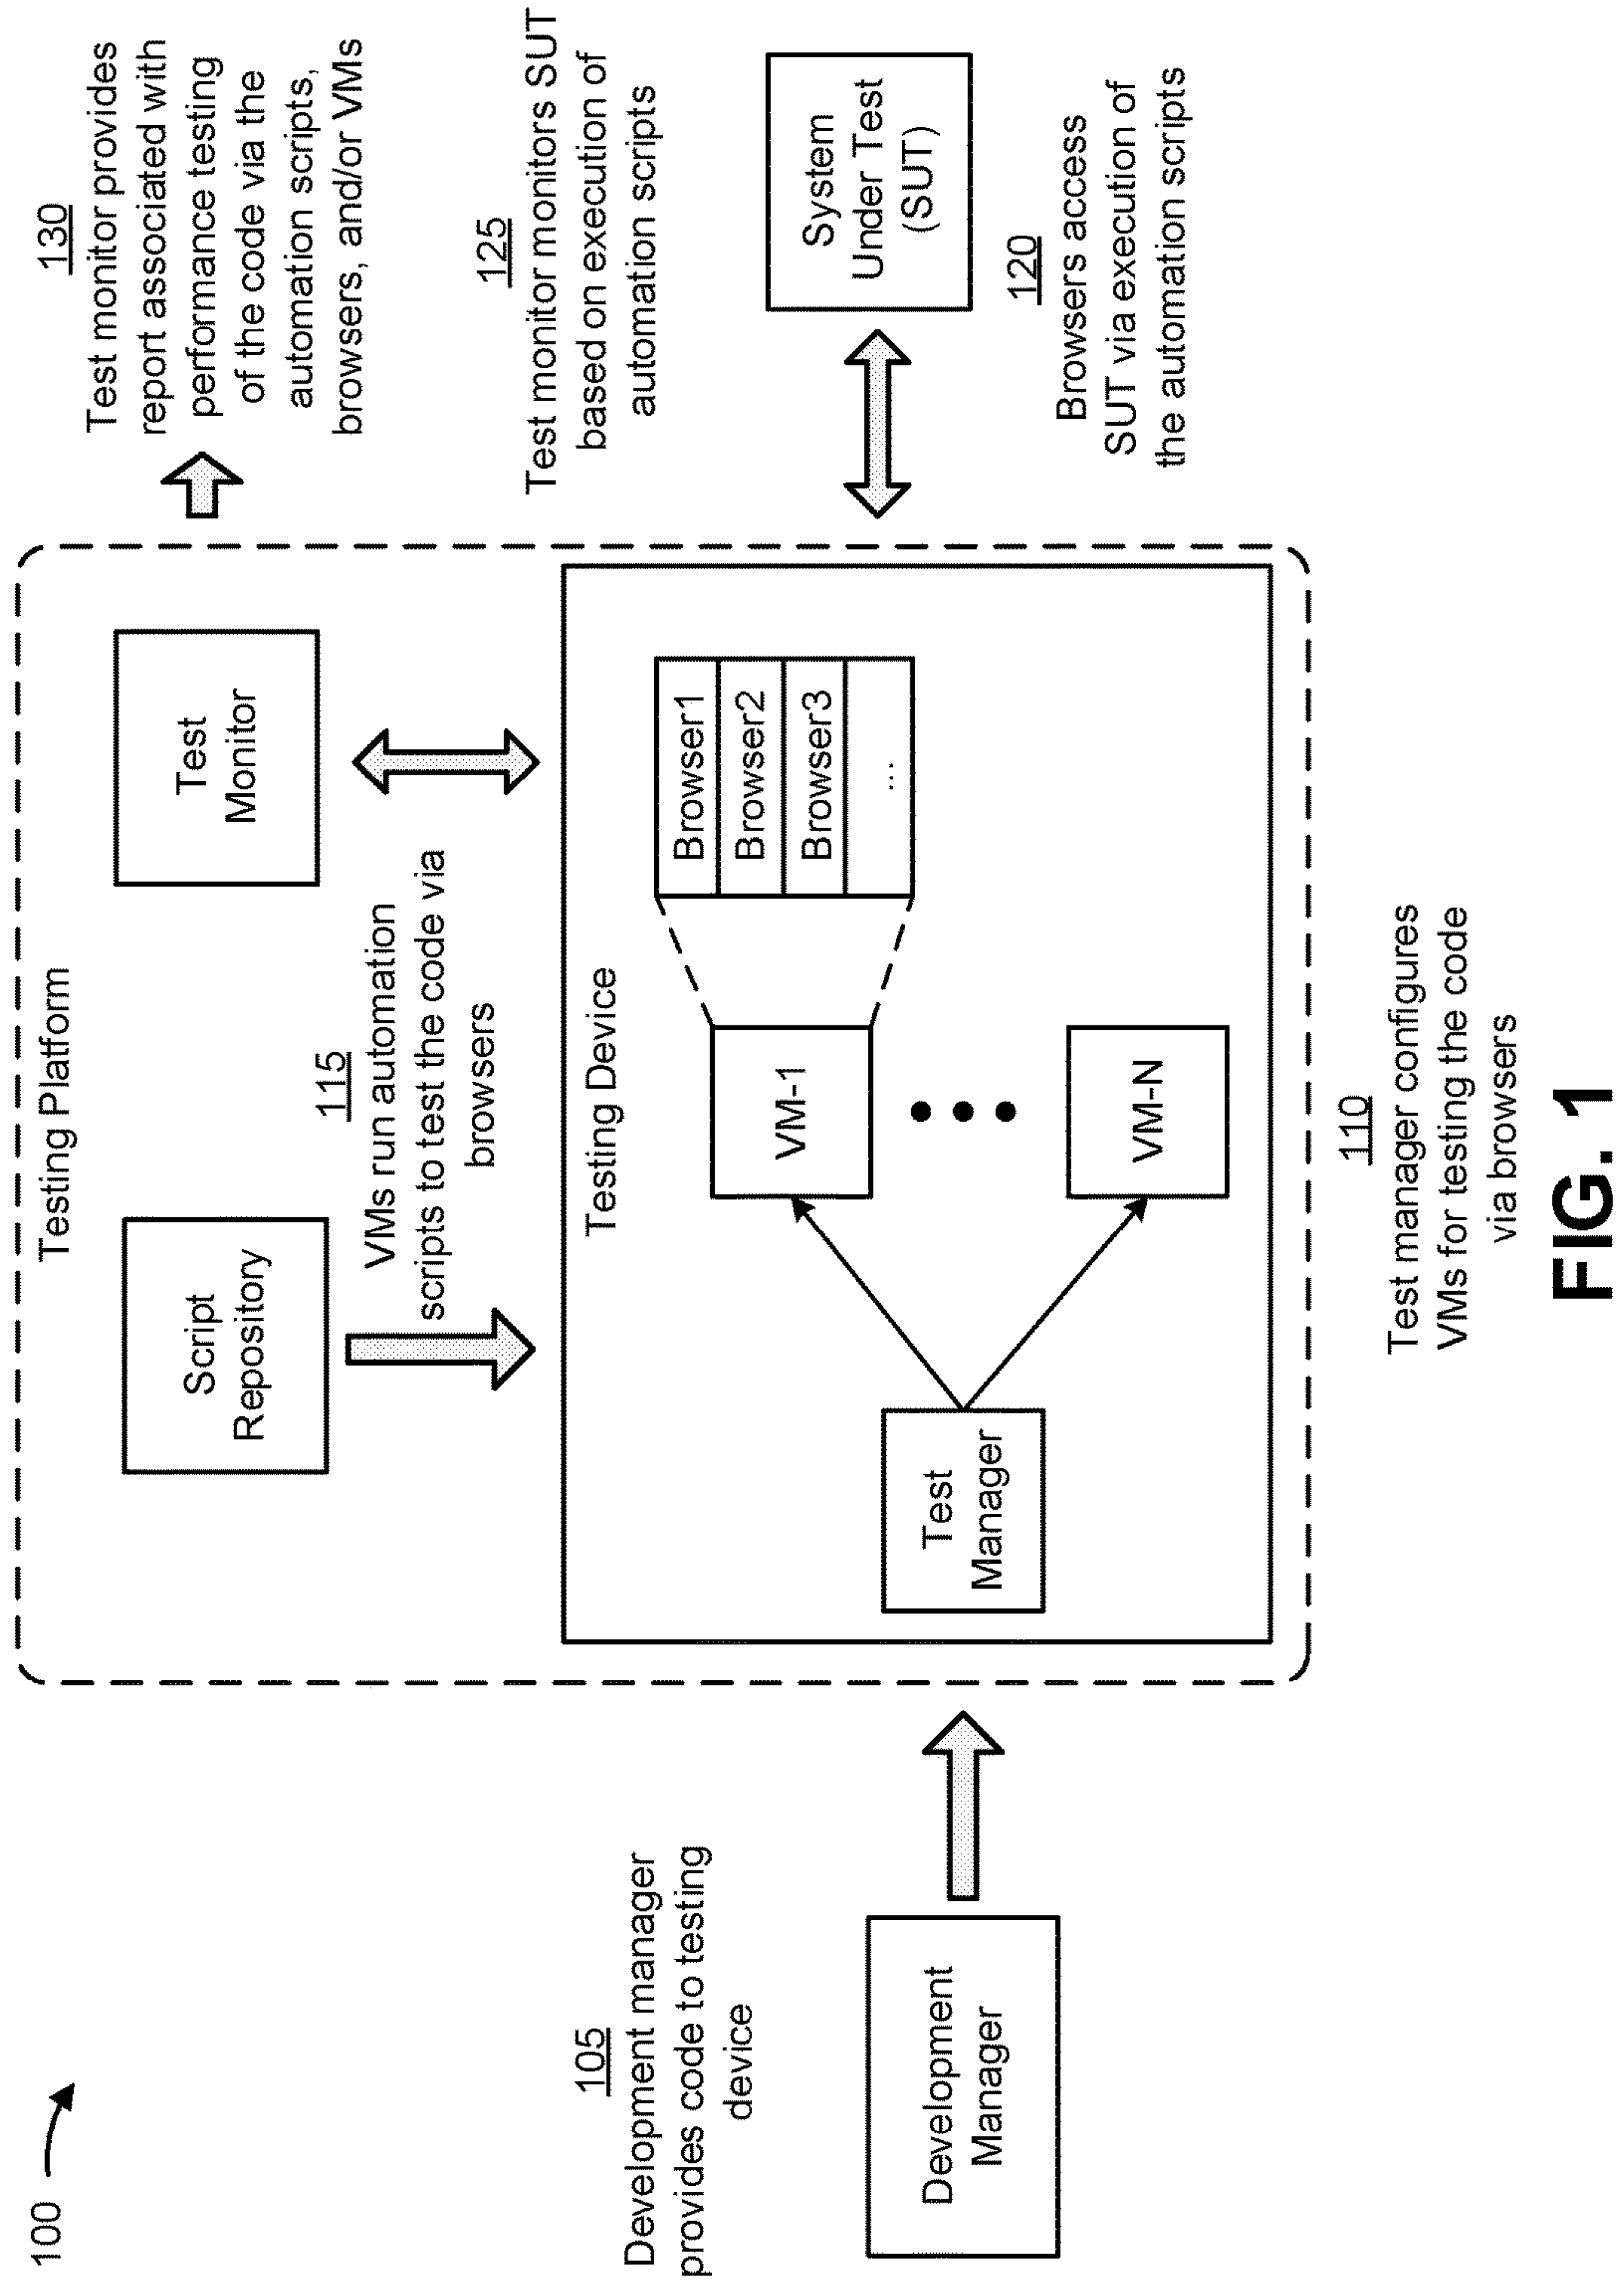 100
105
Development manager
provides code to testing
device
Development
Manager
Testing Platform
Script
Repository
115
VMs run automation
scripts to test the code via
browsers
Test
Monitor
Testing Device
Test
Manager
VM-1
VM-N
Browser1
Browser2
Browser3
...
110
Test manager configures
VMs for testing the code
via browsers
130
Test monitor provides
report associated with
performance testing
of the code via the
automation scripts,
browsers, and/or VMs
125
Test monitor monitors SUT
based on execution of
automation scripts
System
Under Test
(SUT)
120
Browsers access
SUT via execution of
the automation scripts
FIG. 1